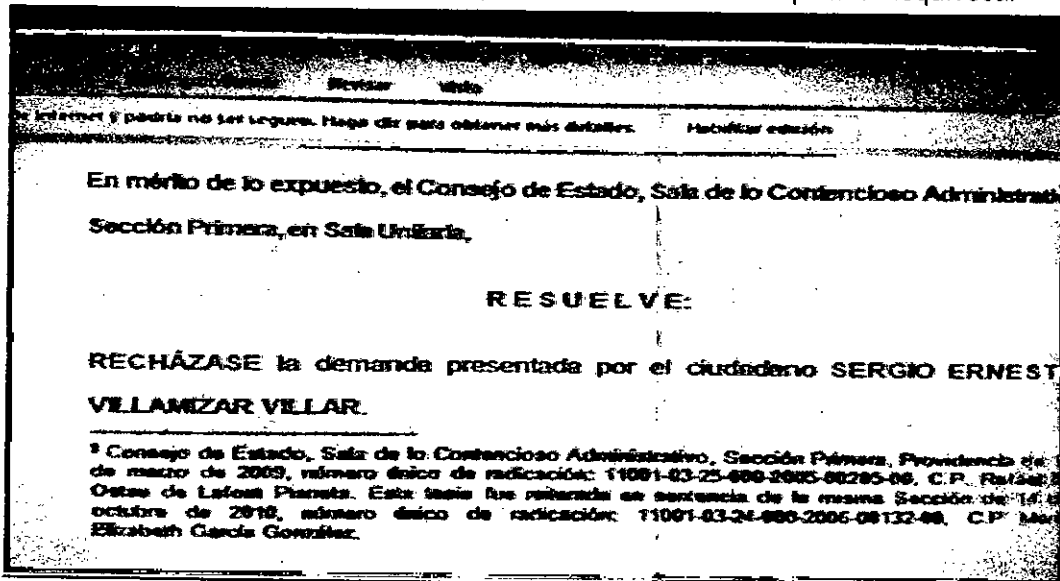 Revisar Vista
Internet y podría no ser seguro. Haga clic para obtener más detalles. Habilitar edición
En mérito de lo expuesto, el Consejo de Estado, Sala de lo Contencioso Administrati
Sección Primera, en Sala Unitaria,
RESUELVE:
RECHÁZASE la demanda presentada por el ciudadano SERGIO ERNEST
VILLAMIZAR VILLAR.
Consejo de Estado, Sala de lo Contencioso Administrativo, Sección Primera, Providencia de
de marzo de 2009, número único de radicación: 11001-03-25-000-2005-00285-00, C.P. Rafael
Ostau de Lafont Pianeta. Esta tesis fue reiterada en sentencia de la misma Sección de 14
octubre de 2010, número único de radicación: 11001-03-24-000-2006-00132-00, C.P.
Elizabeth García González.